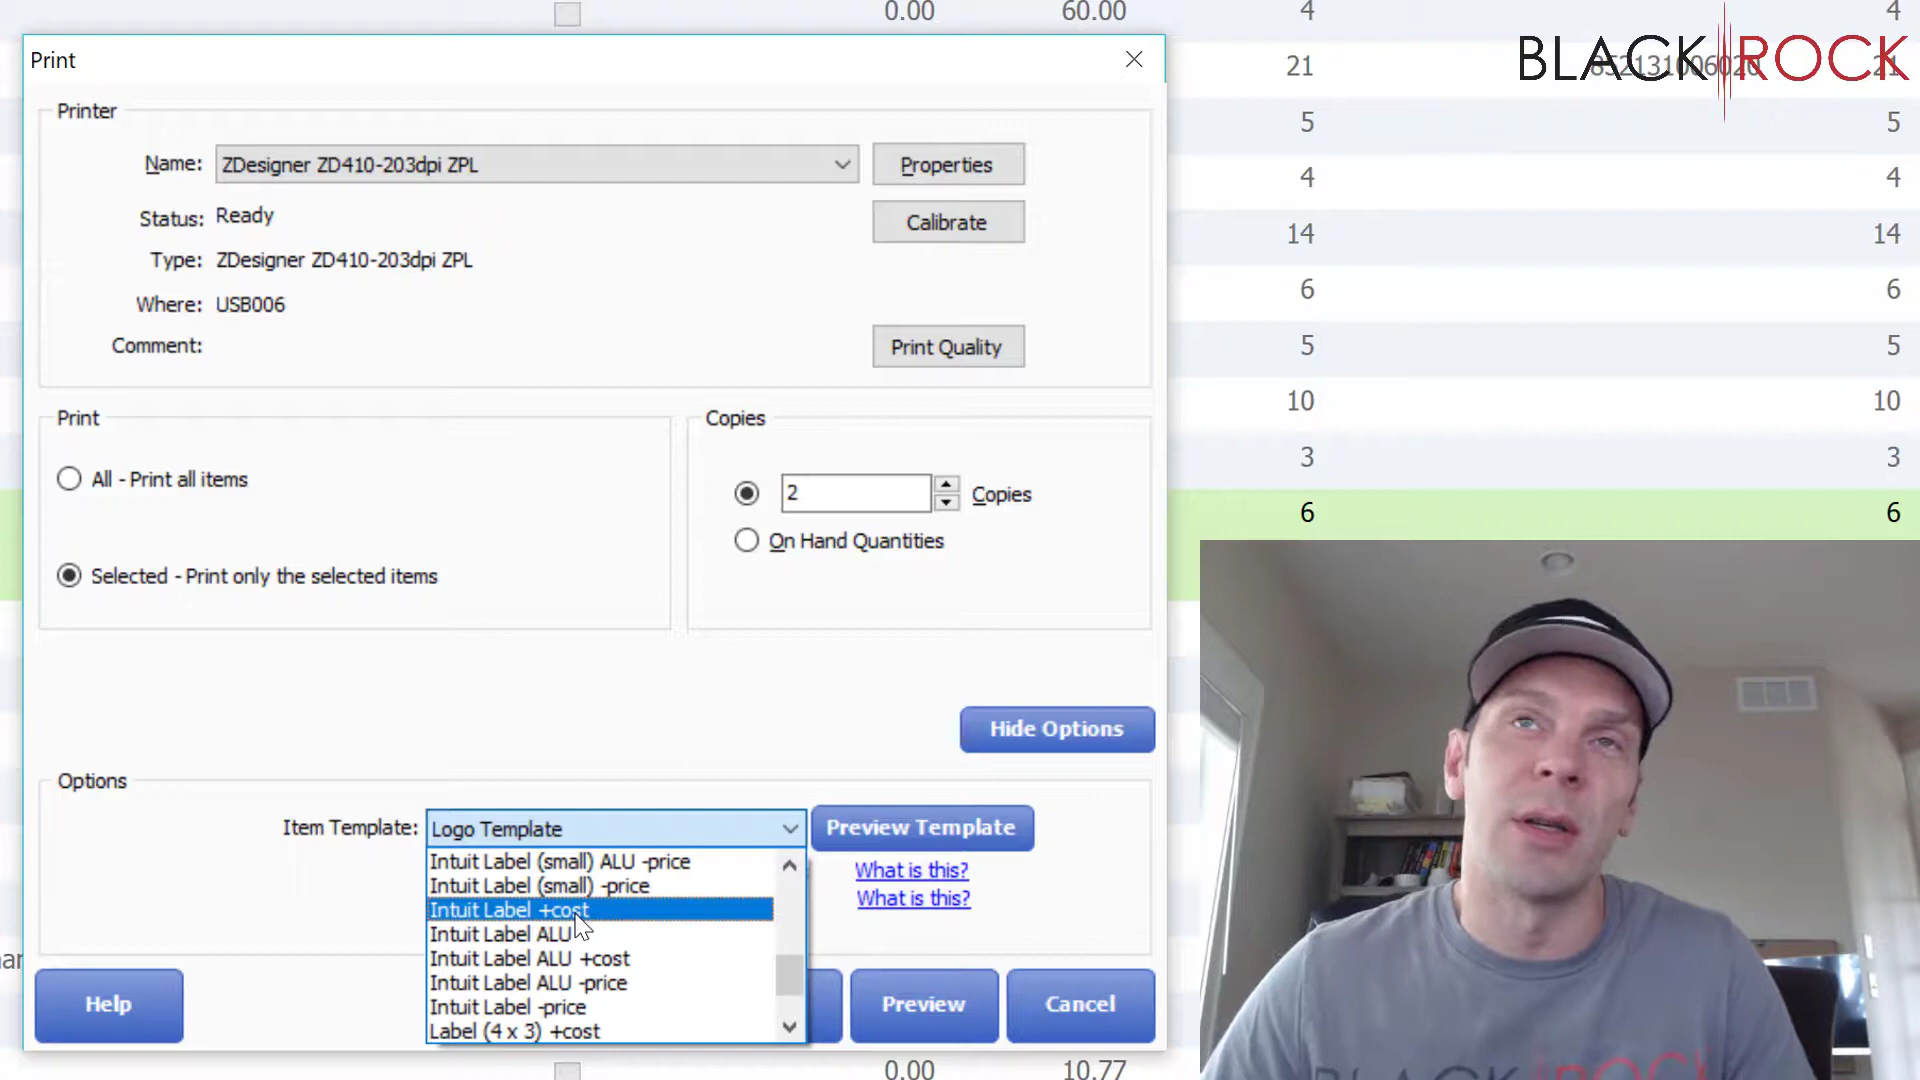 0.00 60.00 4 4
BLACK ROCK
Print
21 21
Printer
5 5
Name: ZDesigner ZD410-203dpi ZPL Properties
4 4
Status: Ready Calibrate
14 14
Type: ZDesigner ZD410-203dpi ZPL
6 6
Where: USB006
Comment: Print Quality
5 5
10 10
Print Copies
3 3
All - Print all items
2 Copies
6 6
On Hand Quantities
Selected - Print only the selected items
Hide Options
Options
Item Template: Logo Template Preview Template
Intuit Label (small) ALU -price What is this?
Intuit Label (small) -price What is this?
Intuit Label +cost
Intuit Label ALU
Intuit Label ALU +cost
Intuit Label ALU -price
Help Preview Cancel
Intuit Label -price
Label (4 x 3) +cost
0.00 10.77
BLACK ROCK